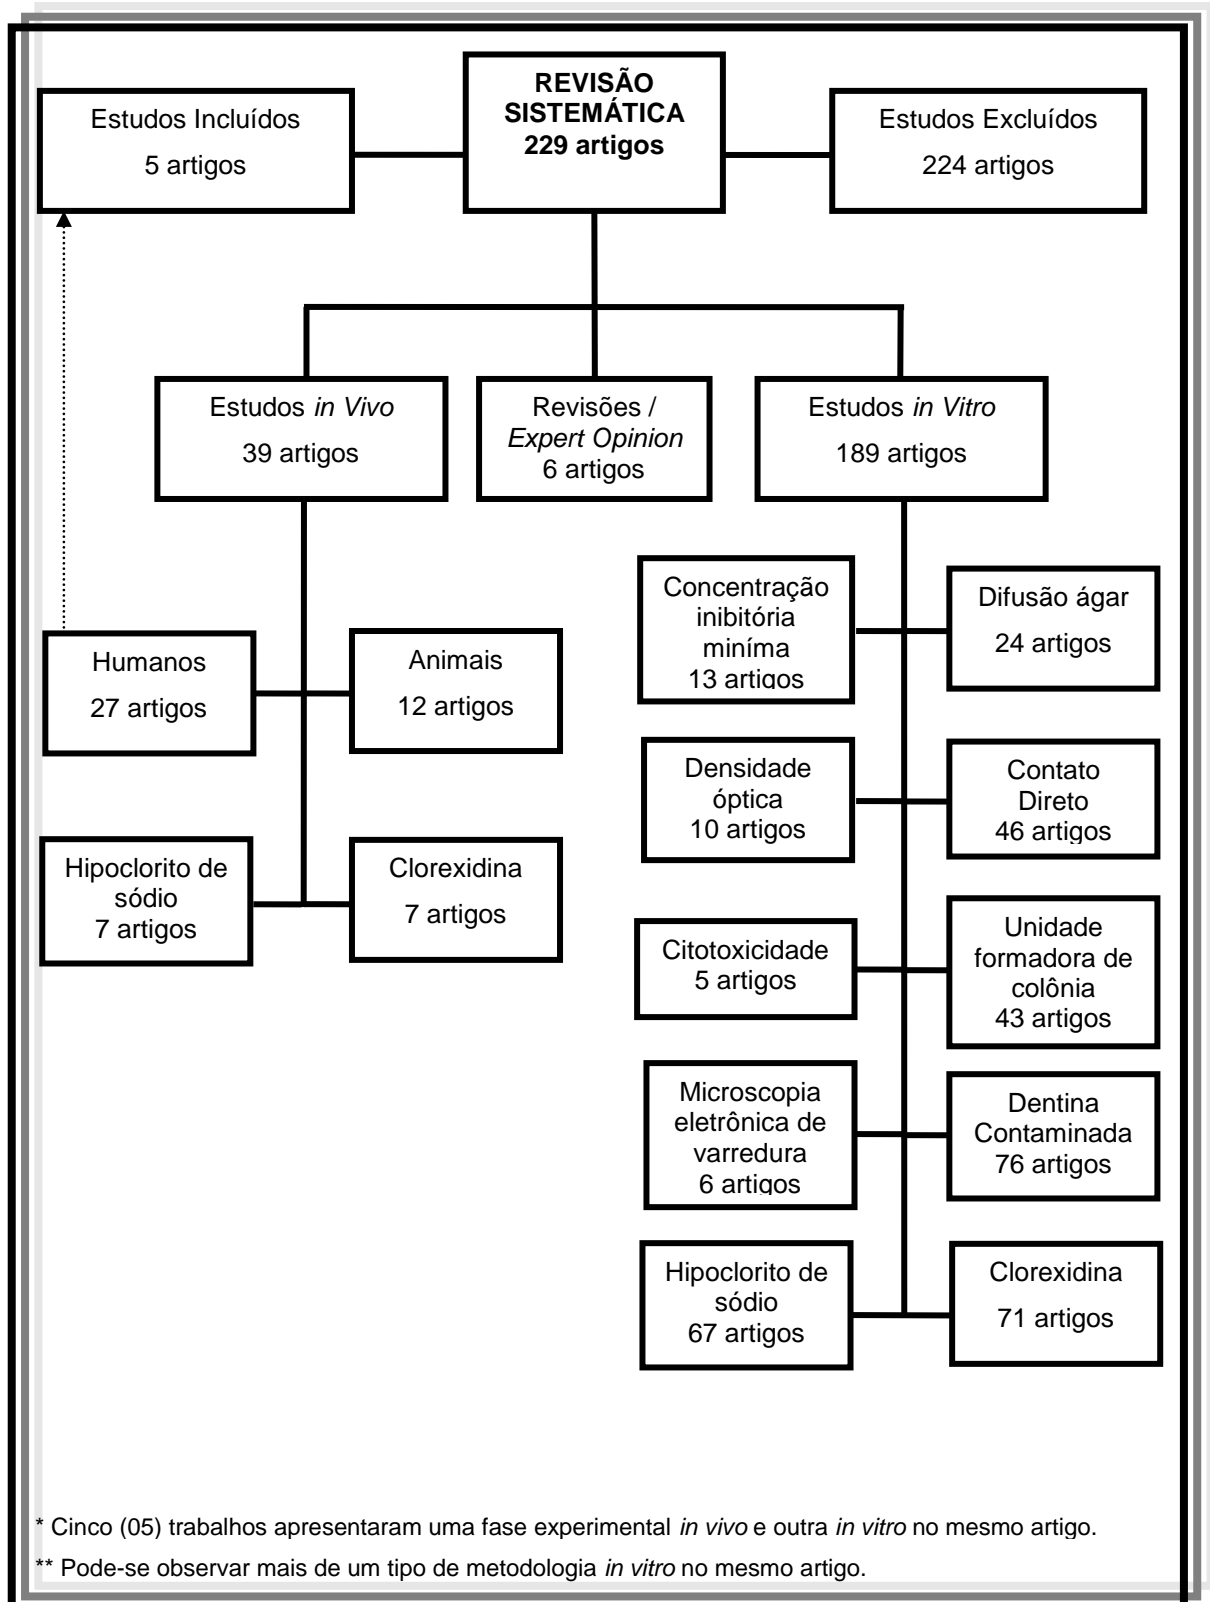 REVISÃO
SISTEMÁTICA
229 artigos
Estudos Incluídos
5 artigos
Estudos Excluídos
224 artigos
Estudos in Vivo
39 artigos
Revisões /
Expert Opinion
6 artigos
Estudos in Vitro
189 artigos
Humanos
27 artigos
Animais
12 artigos
Hipoclorito de
sódio
7 artigos
Clorexidina
7 artigos
Concentração
inibitória
miníma
13 artigos
Difusão ágar
24 artigos
Densidade
óptica
10 artigos
Contato
Direto
46 artigos
Citotoxicidade
5 artigos
Unidade
formadora de
colônia
43 artigos
Microscopia
eletrônica de
varredura
6 artigos
Dentina
Contaminada
76 artigos
Hipoclorito de
sódio
67 artigos
Clorexidina
71 artigos
* Cinco (05) trabalhos apresentaram uma fase experimental in vivo e outra in vitro no mesmo artigo.
** Pode-se observar mais de um tipo de metodologia in vitro no mesmo artigo.